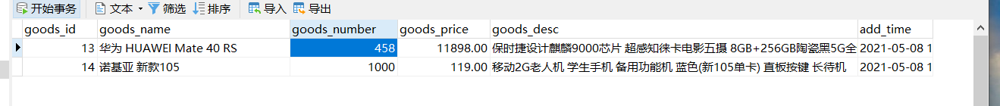 开始事务 文本 筛选 排序 导入 导出
goods_id goods_name goods_number goods_price goods_desc add_time
13 华为 HUAWEI Mate 40 RS 458 11898.00 保时捷设计麒麟9000芯片 超感知徕卡电影五摄 8GB+256GB陶瓷黑5G全 2021-05-08 1
14 诺基亚 新款105 1000 119.00 移动2G老人机 学生手机 备用功能机 蓝色(新105单卡) 直板按键 长待机 2021-05-08 1